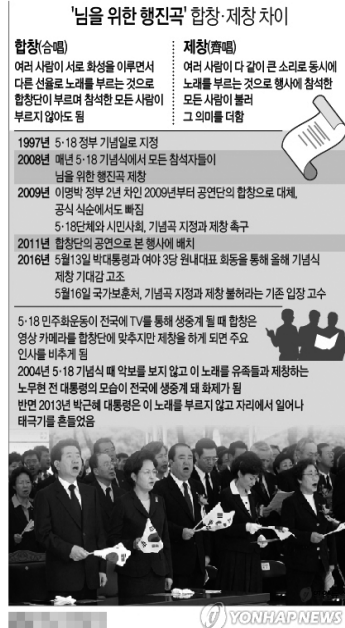 '님을 위한 행진곡' 합창·제창 차이
합창(合唱)
여러 사람이 서로 화성을 이루면서
다른 선율로 노래를 부르는 것으로
합창단이 부르며 참석한 모든 사람이
부르지 않아도 됨
제창(齊唱)
여러 사람이 다 같이 큰 소리로 동시에
노래를 부르는 것으로 행사에 참석한
모든 사람이 불러
그 의미를 더함
1997년 5·18 정부 기념일로 지정
2008년 매년 5·18 기념식에서 모든 참석자들이
님을 위한 행진곡 제창
2009년 이명박 정부 2년 차인 2009년부터 공연단의 합창으로 대체,
공식 식순에서도 빠짐
5·18단체와 시민사회, 기념곡 지정과 제창 촉구
2011년 합창단의 공연으로 본 행사에 배치
2016년 5월13일 박대통령과 여야 3당 원내대표 회동을 통해 올해 기념식
제창 기대감 고조
5월16일 국가보훈처, 기념곡 지정과 제창 불허라는 기존 입장 고수
5·18 민주화운동이 전국에 TV를 통해 생중계 될 때 합창은
영상 카메라를 합창단에 맞추지만 제창을 하게 되면 주요
인사를 비추게 됨
2004년 5·18 기념식 때 악보를 보지 않고 이 노래를 유족들과 제창하는
노무현 전 대통령의 모습이 전국에 생중계 돼 화제가 됨
반면 2013년 박근혜 대통령은 이 노래를 부르지 않고 자리에서 일어나
태극기를 흔들었음
YONHAP NEWS